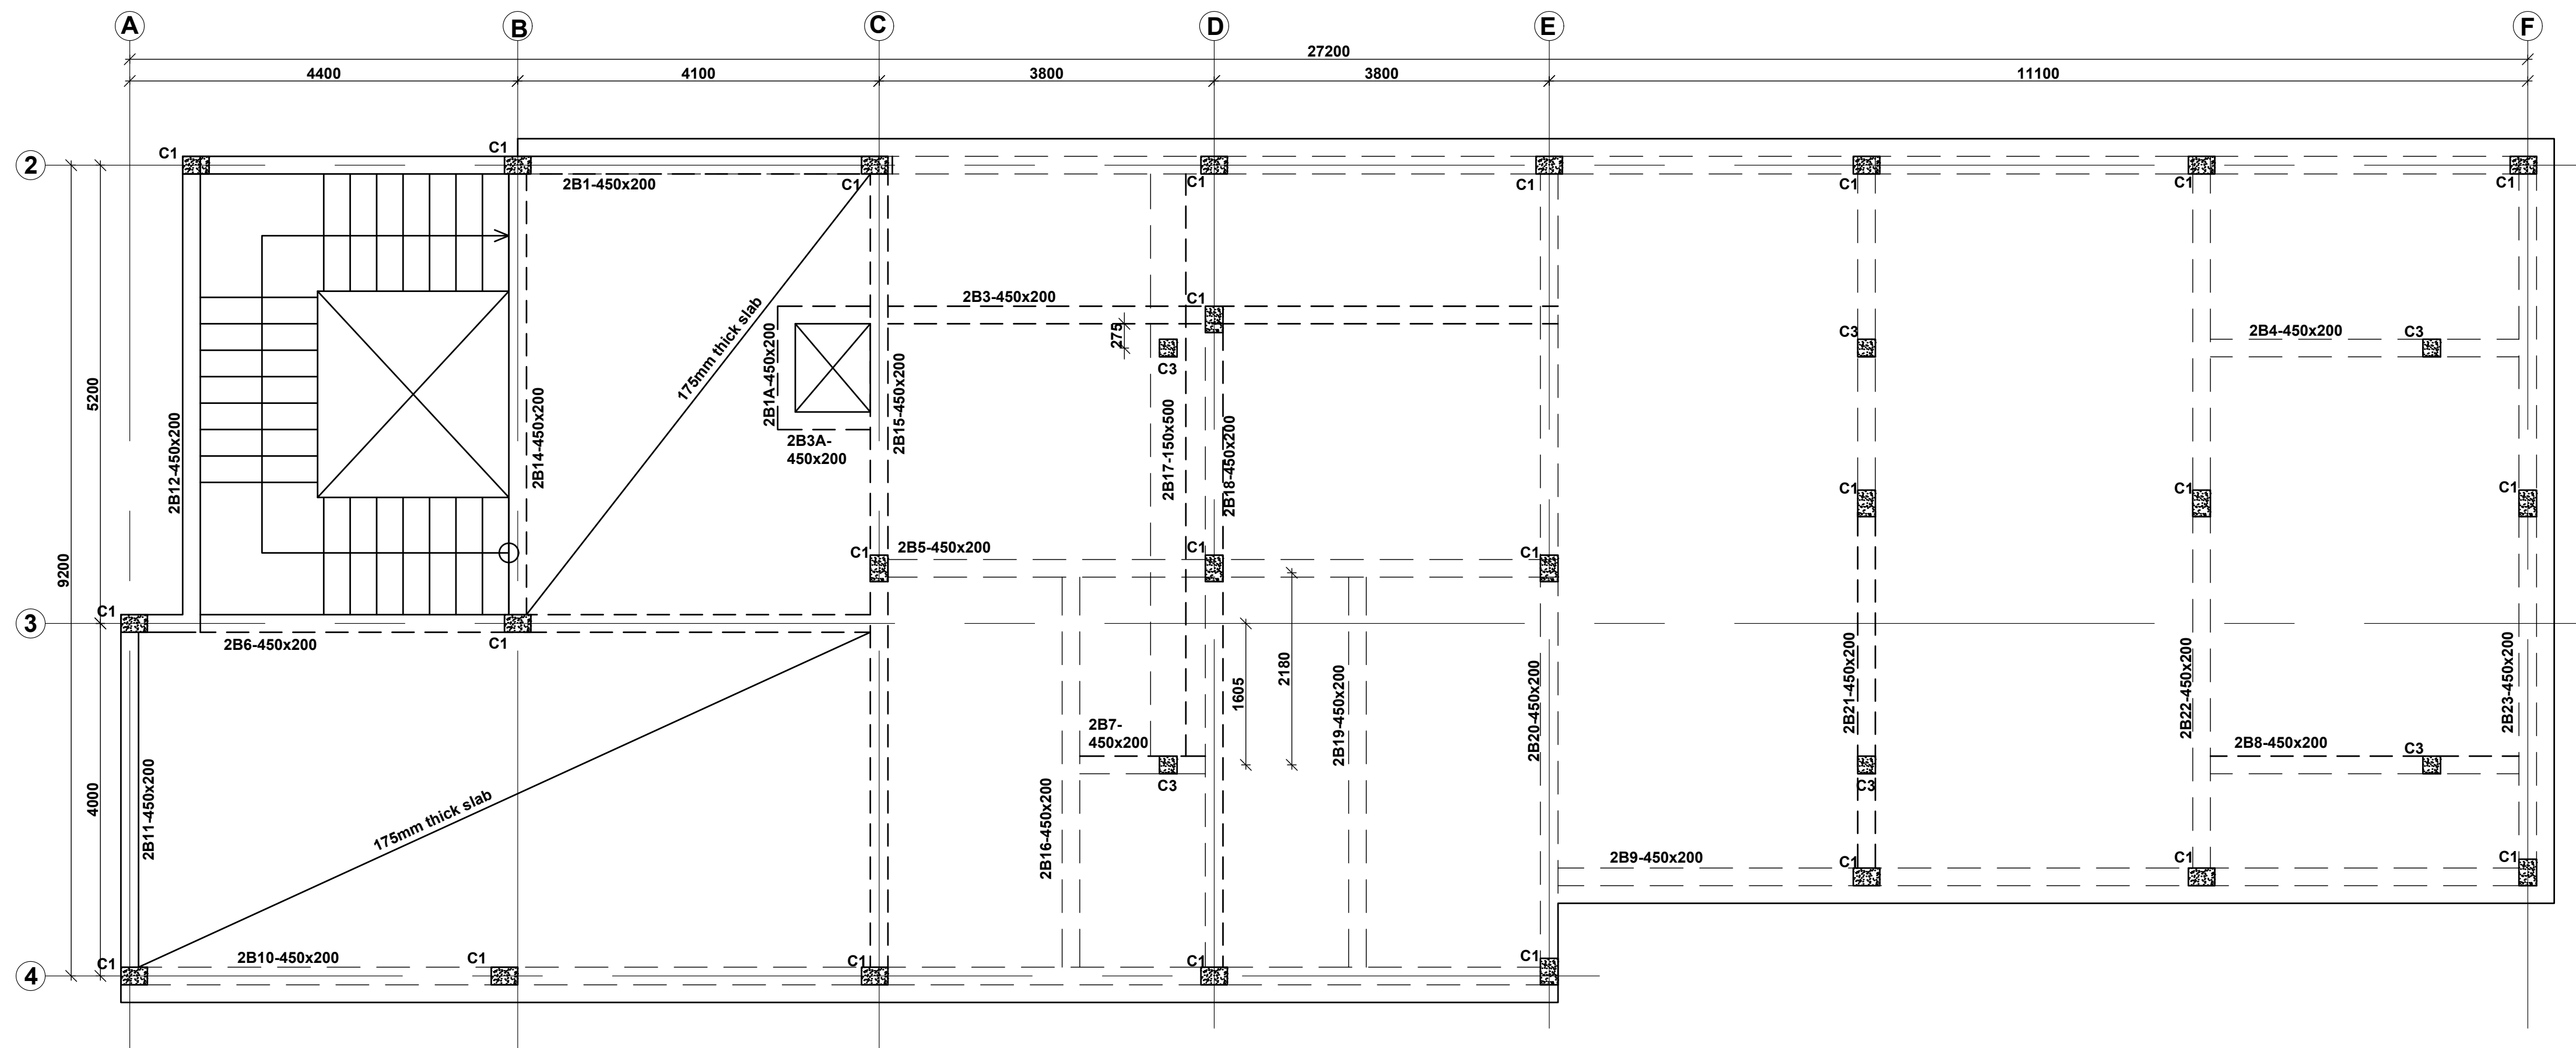 A
B
C
D
E
F
27200
4400
4100
3800
3800
11100
2
C1
C1
2B1-450x200
C1
C1
C1
C1
C1
C1
5200
9200
2B12-450x200
2B14-450x200
175mm thick slab
2B1A-450x200
2B3A-
450x200
2B15-450x200
2B3-450x200
C1
275
C3
2B17-150x500
2B18-450x200
C3
2B4-450x200
C3
C1
C1
C1
C1
2B5-450x200
C1
C1
3
C1
2B6-450x200
C1
4000
2B11-450x200
175mm thick slab
2B7-
450x200
C3
2B16-450x200
1605
2180
2B19-450x200
2B20-450x200
2B21-450x200
C3
2B22-450x200
2B8-450x200
C3
2B23-450x200
2B9-450x200
C1
C1
C1
4
C1
2B10-450x200
C1
C1
C1
C1